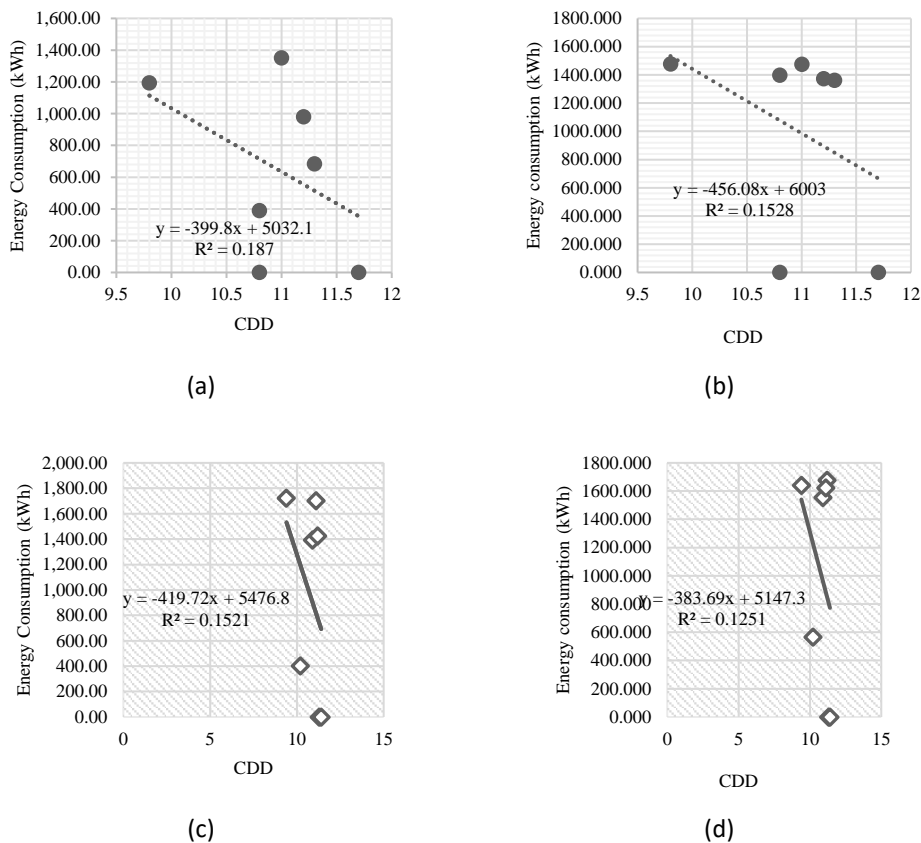 1,600.00
1,400.00
1,200.00
1,000.00
800.00
600.00
400.00
200.00
0.00
Energy Consumption (kWh)
y = -399.8x + 5032.1
R² = 0.187
9.5 10 10.5 11 11.5 12
CDD
(a)
1800.000
1600.000
1400.000
1200.000
1000.000
800.000
600.000
400.000
200.000
0.000
Energy consumption (kWh)
y = -456.08x + 6003
R² = 0.1528
9.5 10 10.5 11 11.5 12
CDD
(b)
2,000.00
1,800.00
1,600.00
1,400.00
1,200.00
1,000.00
800.00
600.00
400.00
200.00
0.00
Energy Consumption (kWh)
y = -419.72x + 5476.8
R² = 0.1521
0 5 10 15
CDD
(c)
1800.000
1600.000
1400.000
1200.000
1000.000
800.000
600.000
400.000
200.000
0.000
Energy consumption (kWh)
y = -383.69x + 5147.3
R² = 0.1251
0 5 10 15
CDD
(d)